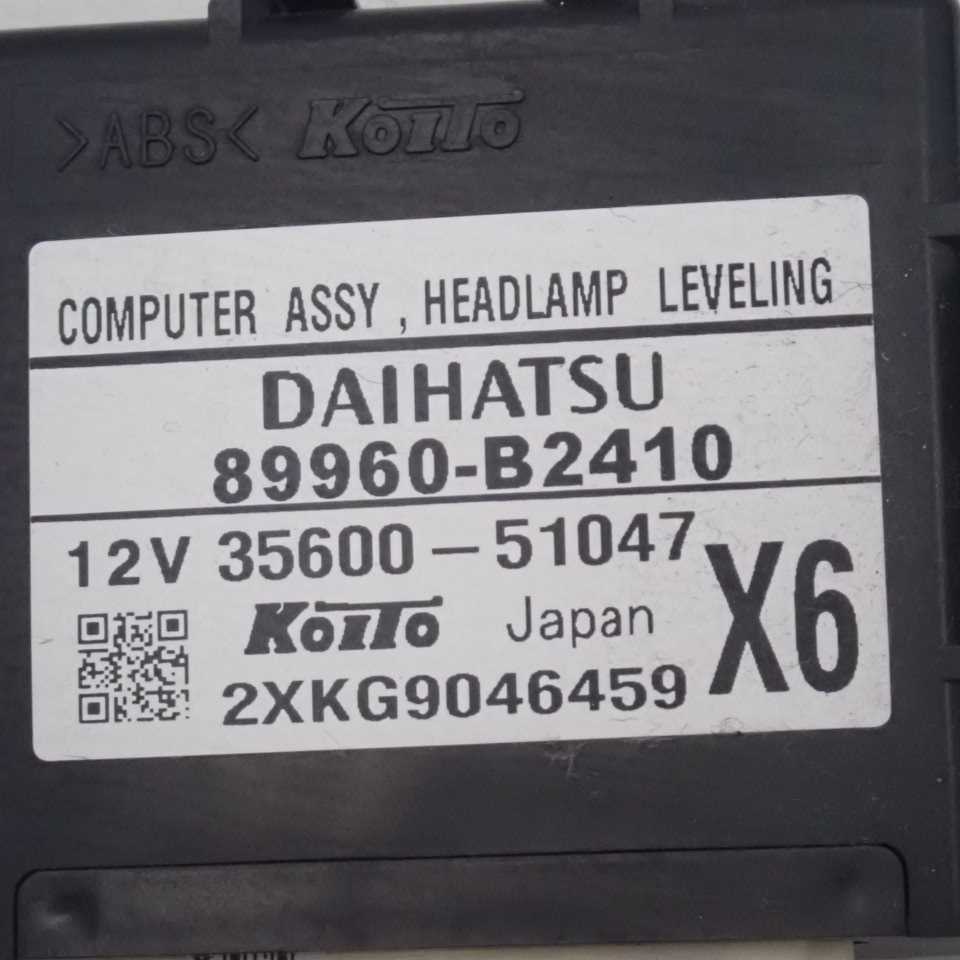 >ABS< KOITO
COMPUTER ASSY , HEADLAMP LEVELING
DAIHATSU
89960-B2410
12V 35600-51047
X6
KOITO Japan
2XKG9046459